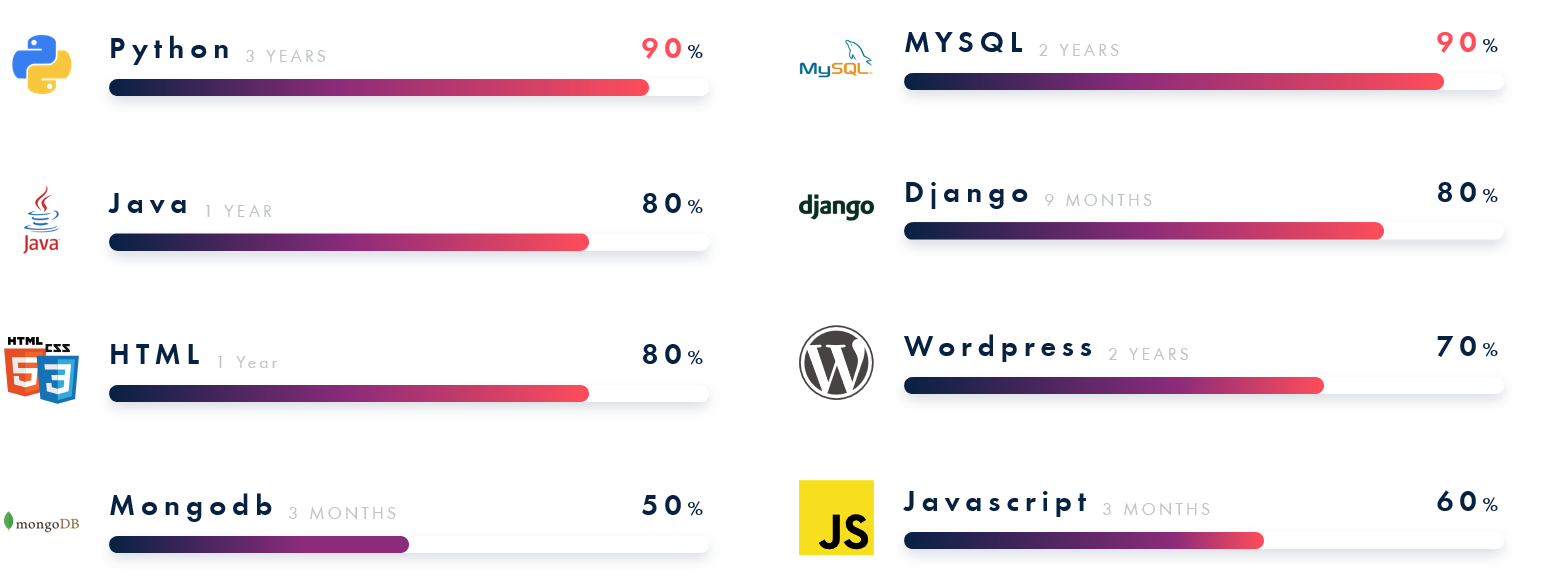 Python 3 YEARS 90%
Java
Java 1 YEAR 80%
HTML CSS
5 3
HTML 1 Year 80%
mongoDB
Mongodb 3 MONTHS 50%
MySQL
MYSQL 2 YEARS 90%
django
Django 9 MONTHS 80%
W
Wordpress 2 YEARS 70%
JS
Javascript 3 MONTHS 60%